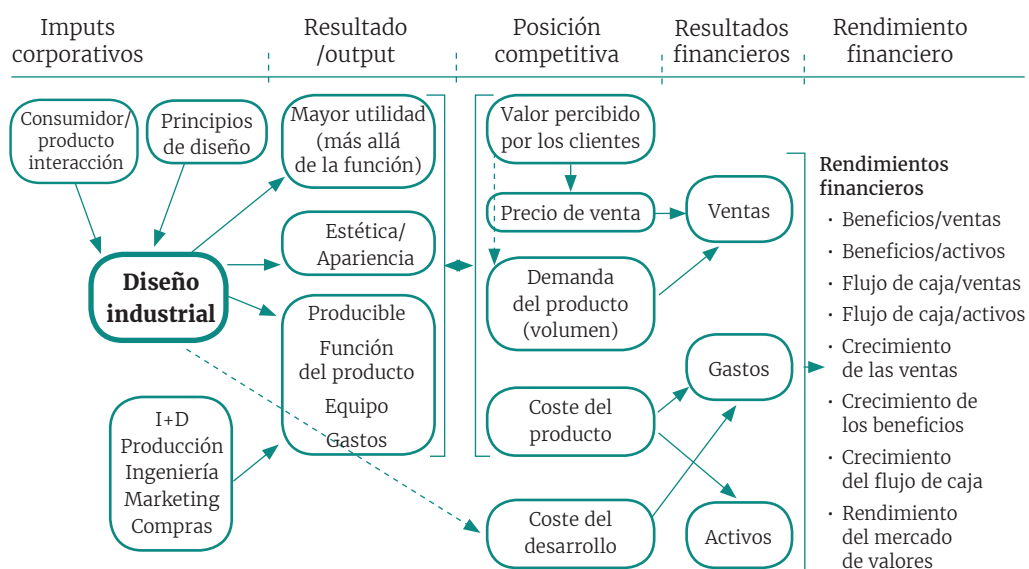 Imputs
corporativos
Resultado
/output
Posición
competitiva
Resultados
financieros
Rendimiento
financiero
Consumidor/
producto
interacción
Principios
de diseño
Diseño
industrial
I+D
Producción
Ingeniería
Marketing
Compras
Mayor utilidad
(más allá
de la función)
Estética/
Apariencia
Producible
Función
del producto
Equipo
Gastos
Valor percibido
por los clientes
Precio de venta
Demanda
del producto
(volumen)
Coste del
producto
Coste del
desarrollo
Ventas
Gastos
Activos
Rendimientos
financieros
· Beneficios/ventas
· Beneficios/activos
· Flujo de caja/ventas
· Flujo de caja/activos
· Crecimiento
de las ventas
· Crecimiento de
los beneficios
· Crecimiento
del flujo de caja
· Rendimiento
del mercado
de valores